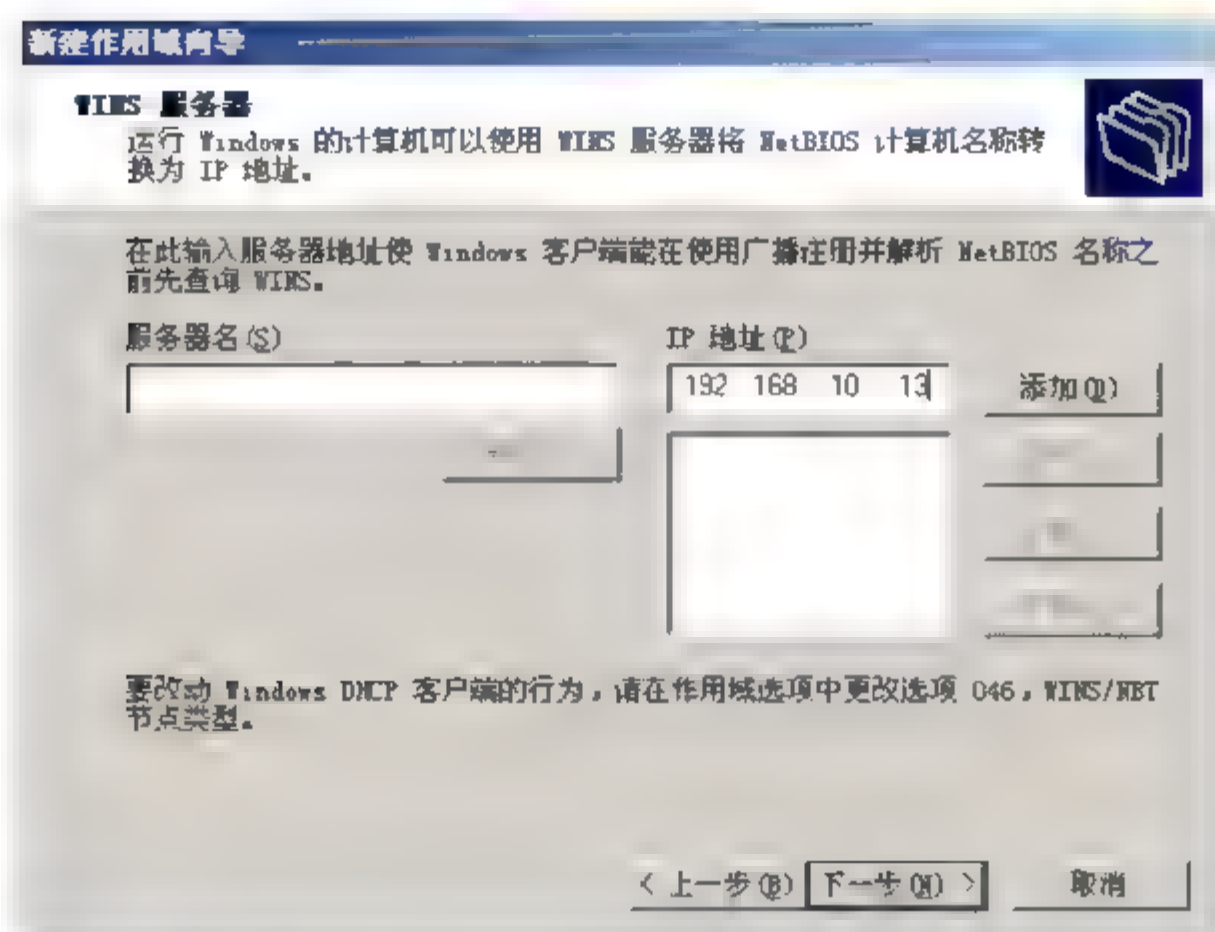 新建作用域向导
WINS 服务器
运行 Windows 的计算机可以使用 WINS 服务器将 NetBIOS 计算机名称转
换为 IP 地址。
在此输入服务器地址使 Windows 客户端能在使用广播注册并解析 NetBIOS 名称之
前先查询 WINS。
服务器名(S)
IP 地址(P)
192 168 10 13
添加(D)
要改动 Windows DHCP 客户端的行为，请在作用域选项中更改选项 046，WINS/NBT
节点类型。
< 上一步(B)
下一步(N) >
取消